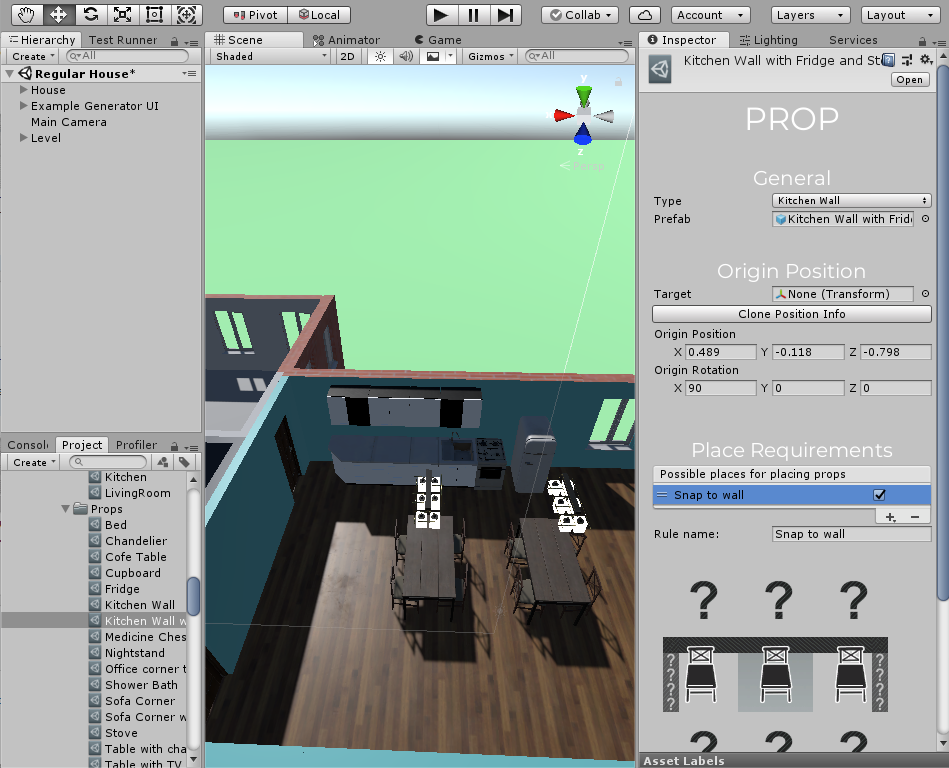 Pivot Local Collab Account Layers Layout
Hierarchy Test Runner
Create All
Regular House*
House
Example Generator UI
Main Camera
Level
Scene Animator Game
Shaded 2D Gizmos All
y
z
Persp
Inspector Lighting Services
Kitchen Wall with Fridge and St
Open
PROP
General
Type Kitchen Wall
Prefab Kitchen Wall with Frid
Origin Position
Target None (Transform)
Clone Position Info
Origin Position
X 0.489 Y -0.118 Z -0.798
Origin Rotation
X 90 Y 0 Z 0
Place Requirements
Possible places for placing props
Snap to wall
+ −
Rule name: Snap to wall
? ? ?
? ?
? ?
? ?
? ?
? ? ?
Asset Labels
Consol Project Profiler
Create
Kitchen
LivingRoom
Props
Bed
Chandelier
Cofe Table
Cupboard
Fridge
Kitchen Wall
Kitchen Wall w
Medicine Ches
Nightstand
Office corner t
Shower Bath
Sofa Corner
Sofa Corner w
Stove
Table with cha
Table with TV